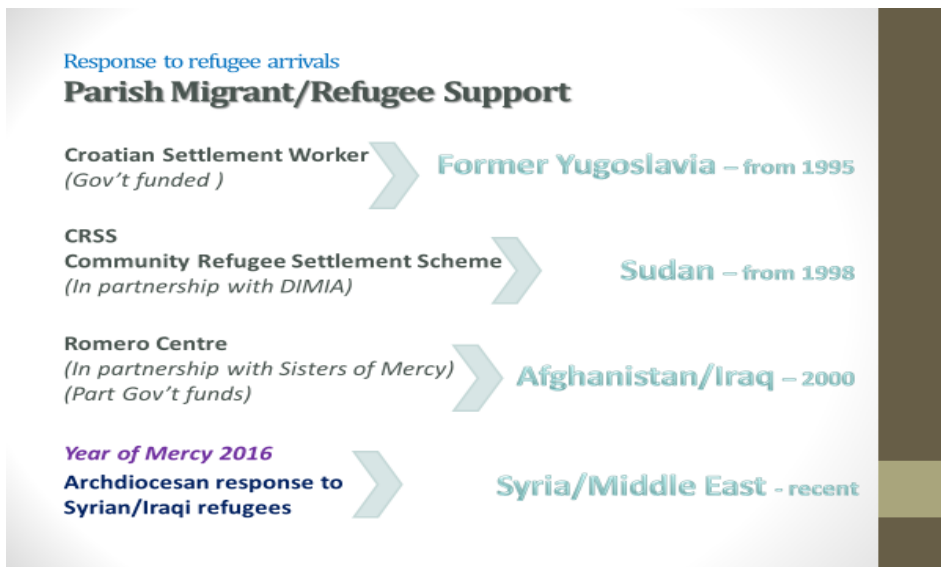 Response to refugee arrivals
Parish Migrant/Refugee Support
Croatian Settlement Worker
(Gov't funded )
Former Yugoslavia – from 1995
CRSS
Community Refugee Settlement Scheme
(In partnership with DIMIA)
Sudan – from 1998
Romero Centre
(In partnership with Sisters of Mercy)
(Part Gov't funds)
Afghanistan/Iraq – 2000
Year of Mercy 2016
Archdiocesan response to
Syrian/Iraqi refugees
Syria/Middle East - recent